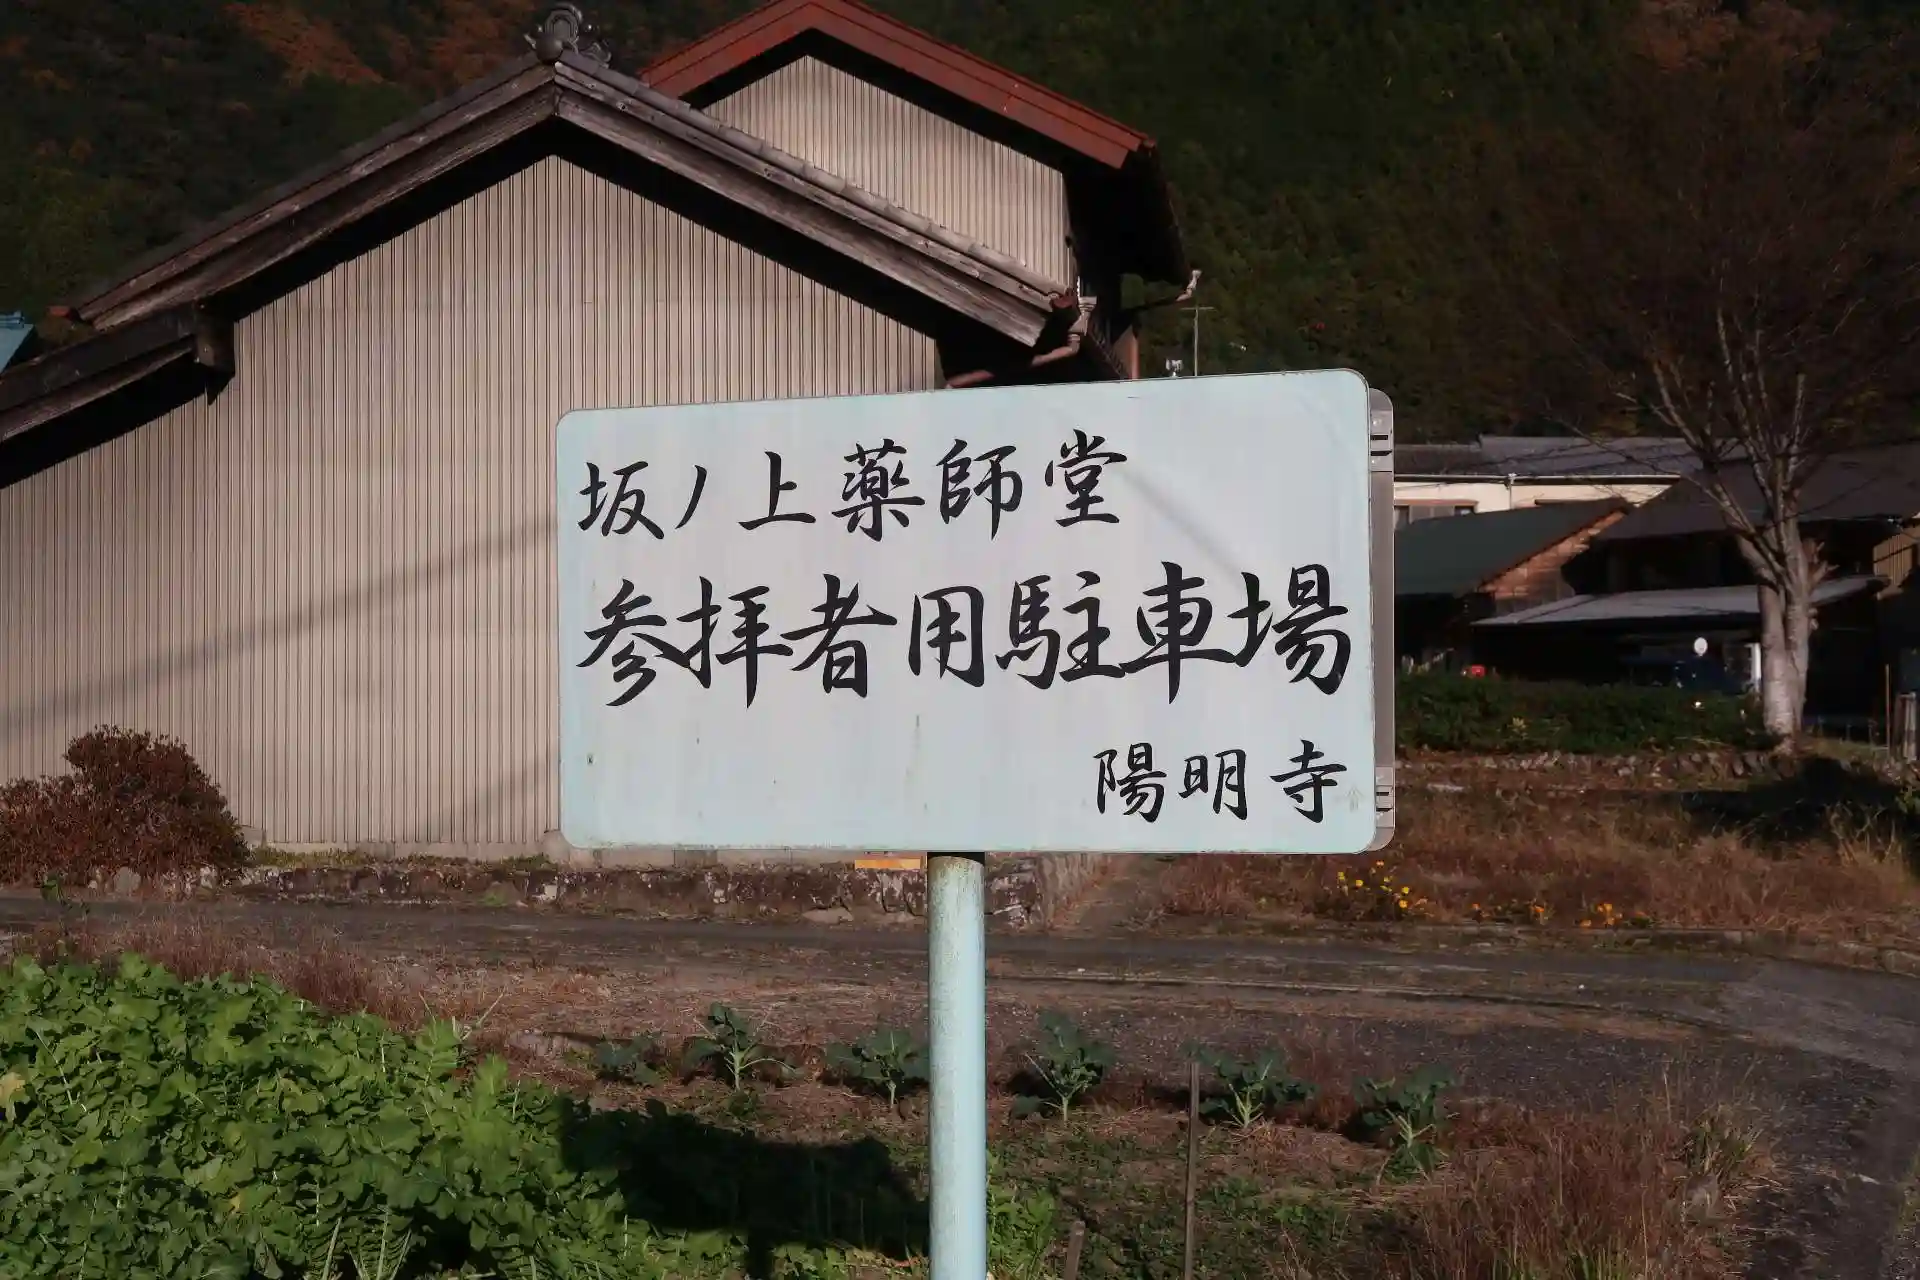 坂ノ上薬師堂
参拝者用駐車場
陽明寺